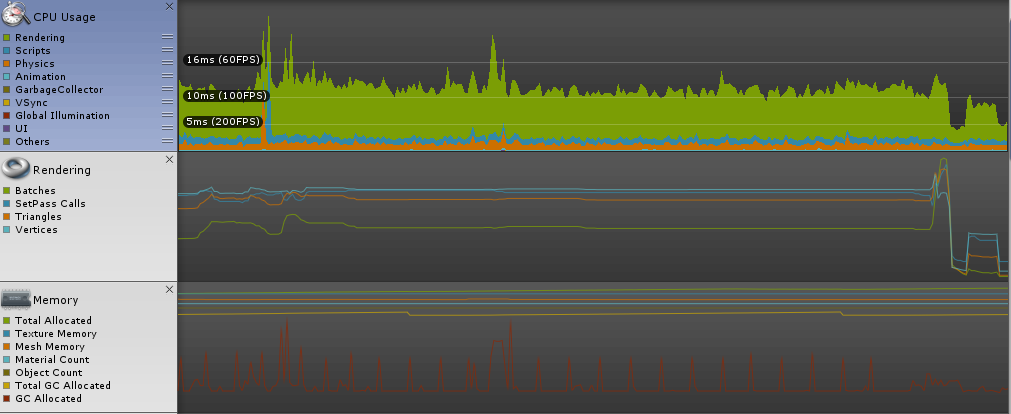 CPU Usage
Rendering
Scripts
Physics
Animation
GarbageCollector
VSync
Global Illumination
UI
Others
16ms (60FPS)
10ms (100FPS)
5ms (200FPS)
Rendering
Batches
SetPass Calls
Triangles
Vertices
Memory
Total Allocated
Texture Memory
Mesh Memory
Material Count
Object Count
Total GC Allocated
GC Allocated